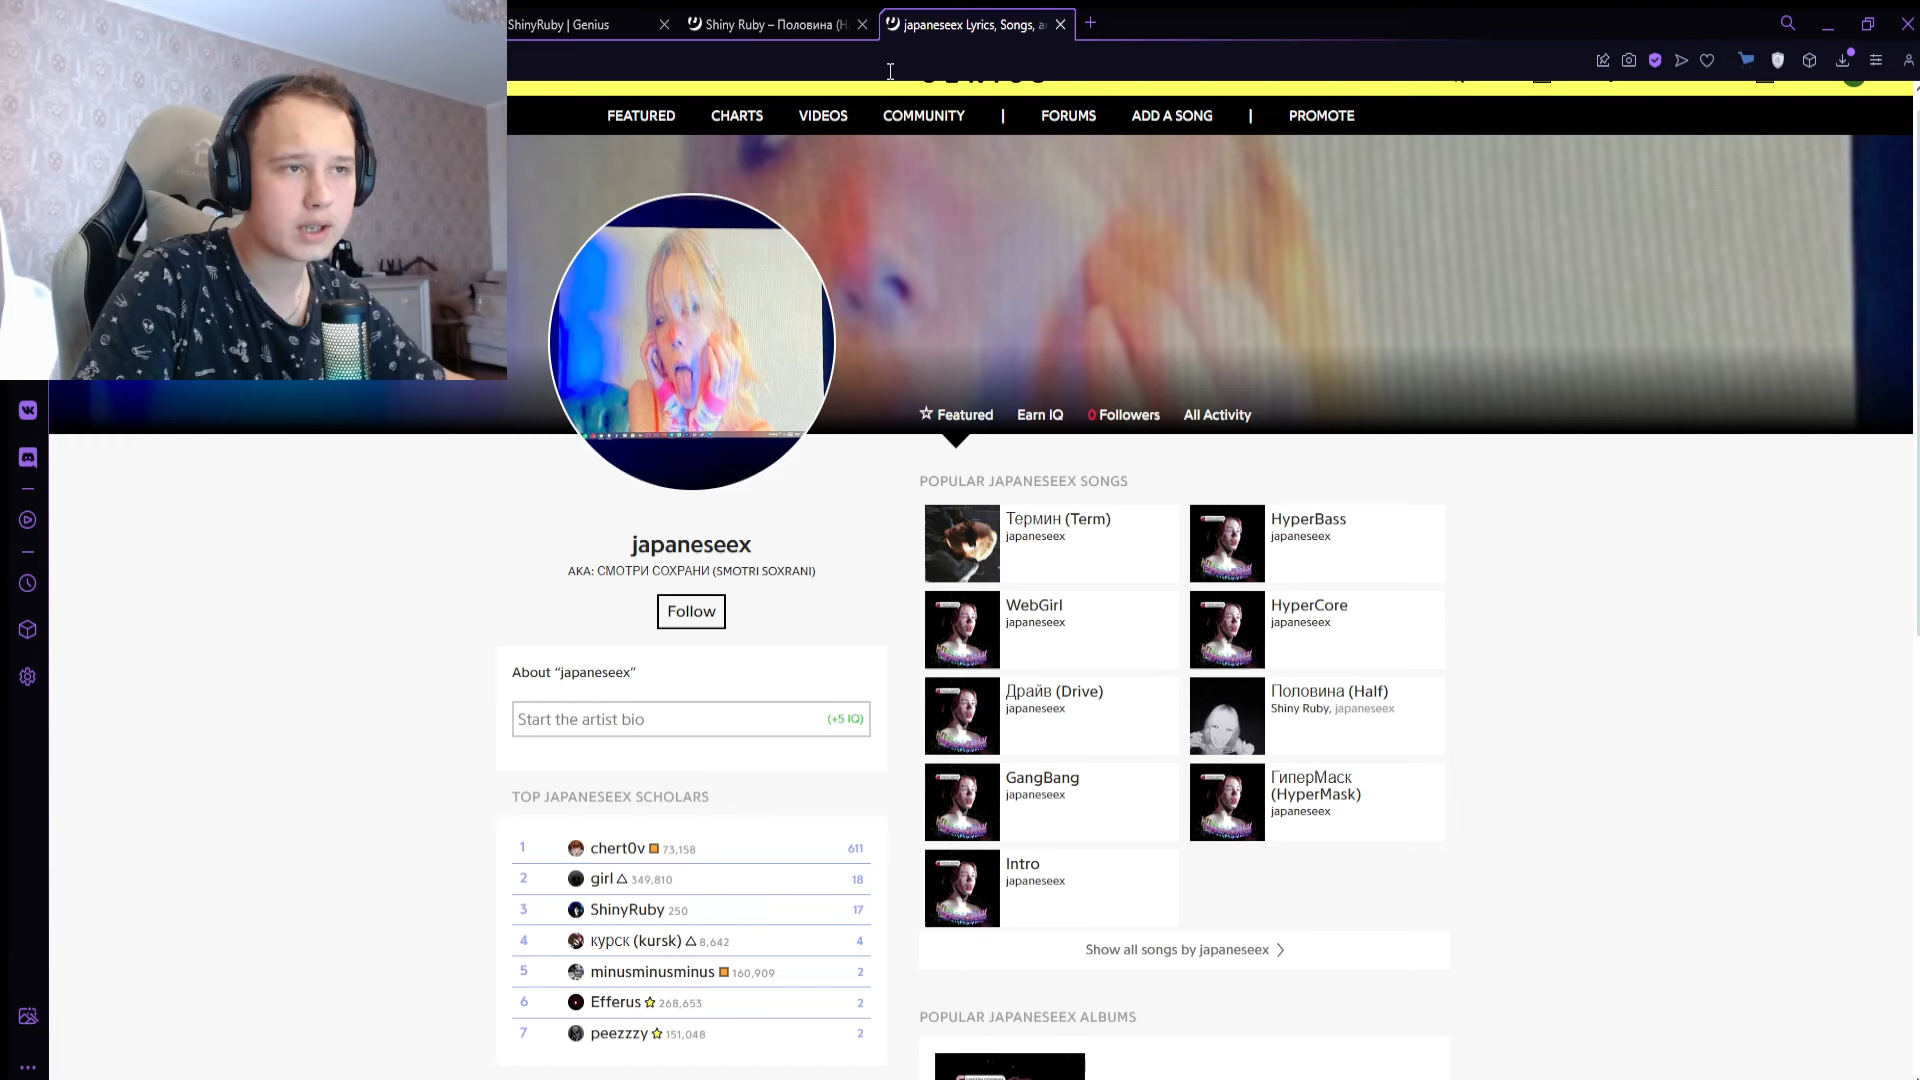 ShinyRuby | Genius
Shiny Ruby – Половина (H
japaneseex Lyrics, Songs, a
FEATURED CHARTS VIDEOS COMMUNITY | FORUMS ADD A SONG | PROMOTE
Featured Earn IQ 0 Followers All Activity
japaneseex
AKA: СМОТРИ СОХРАНИ (SMOTRI SOXRANI)
Follow
About “japaneseex”
Start the artist bio (+5 IQ)
TOP JAPANESEEX SCHOLARS
1 chert0v 73,158 611
2 girl 349,810 18
3 ShinyRuby 250 17
4 курск (kursk) 8,642 4
5 minusminusminus 160,909 2
6 Efferus 268,653 2
7 peezzzy 151,048 2
POPULAR JAPANESEEX SONGS
Термин (Term)
japaneseex
HyperBass
japaneseex
WebGirl
japaneseex
HyperCore
japaneseex
Драйв (Drive)
japaneseex
Половина (Half)
Shiny Ruby, japaneseex
GangBang
japaneseex
ГиперМаск
(HyperMask)
japaneseex
Intro
japaneseex
Show all songs by japaneseex
POPULAR JAPANESEEX ALBUMS